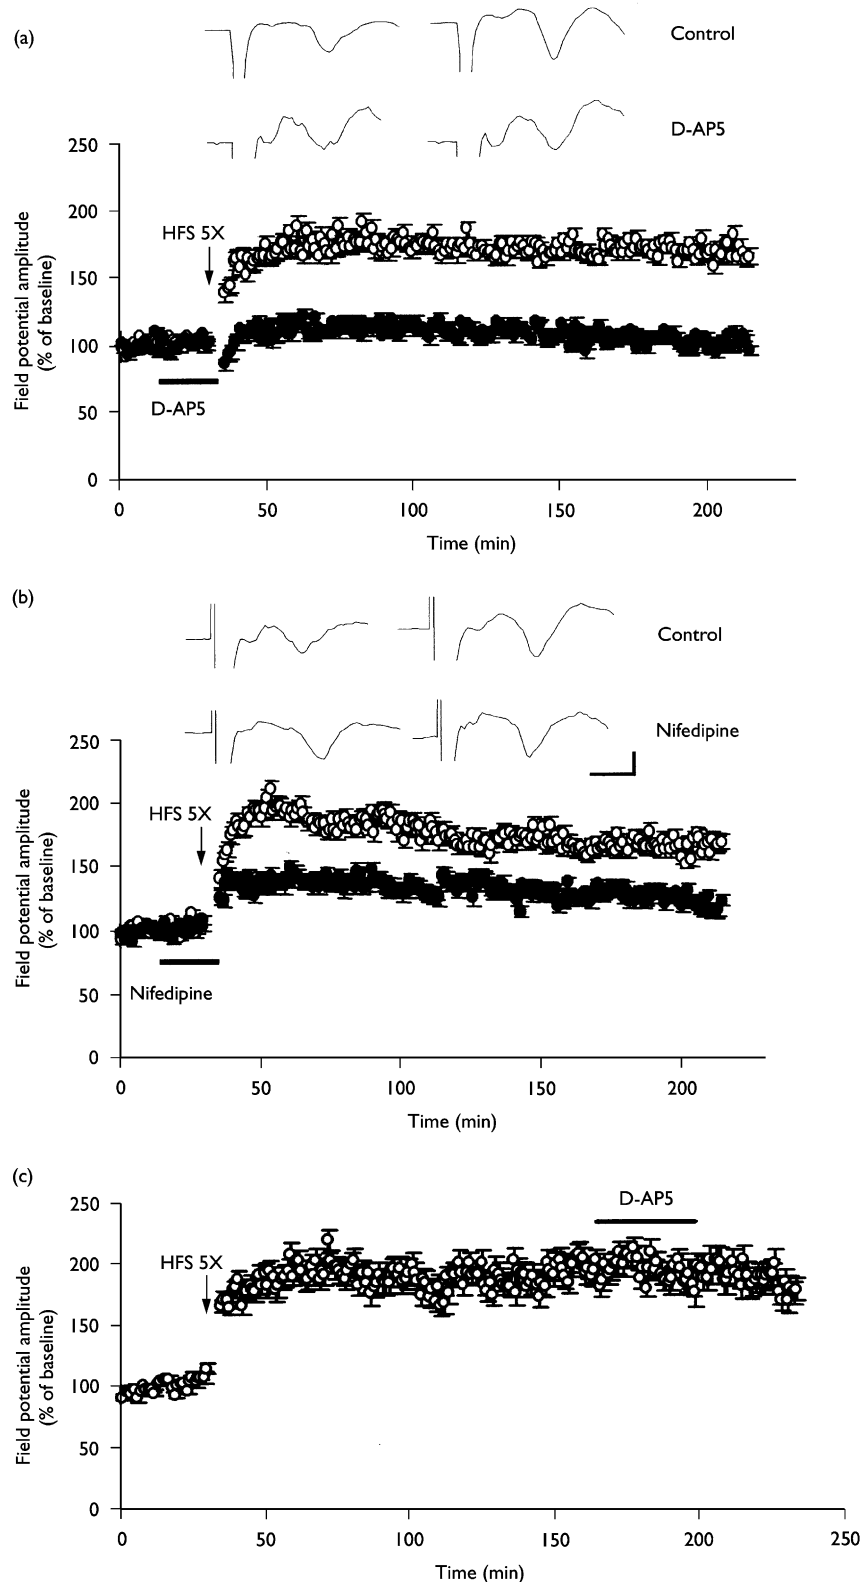 (a)
Control
D-AP5
250
200
150
100
50
0
Field potential amplitude
(% of baseline)
HFS 5X
D-AP5
0 50 100 150 200
Time (min)
(b)
Control
Nifedipine
250
200
150
100
50
0
Field potential amplitude
(% of baseline)
HFS 5X
Nifedipine
0 50 100 150 200
Time (min)
(c)
D-AP5
250
200
150
100
50
0
Field potential amplitude
(% of baseline)
HFS 5X
0 50 100 150 200 250
Time (min)